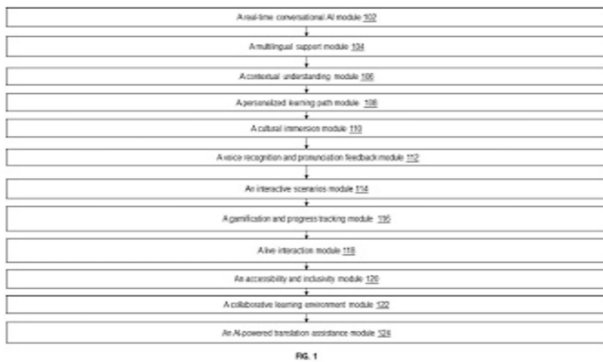 A real-time conversational AI module 102
A multilingual support module 104
A contextual understanding module 106
A personalized learning path module 108
A cultural immersion module 110
A voice recognition and pronunciation feedback module 112
An interactive scenarios module 114
A gamification and progress tracking module 116
A live interaction module 118
An accessibility and inclusivity module 120
A collaborative learning environment module 122
An AI-powered translation assistance module 124
FIG. 1